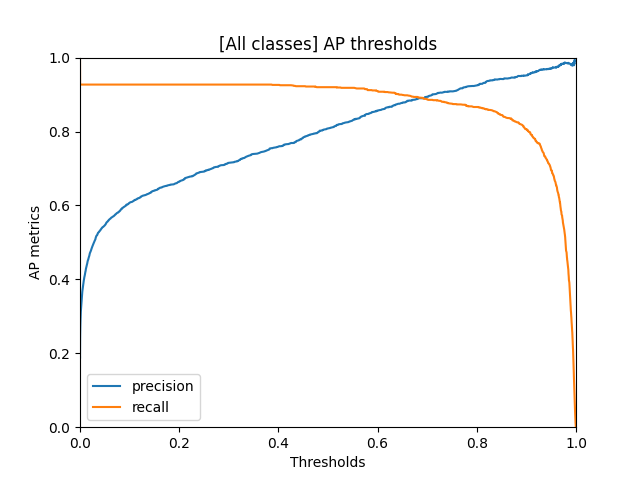 [All classes] AP thresholds
1.0
0.8
0.6
0.4
0.2
0.0
AP metrics
precision
recall
0.0 0.2 0.4 0.6 0.8 1.0
Thresholds